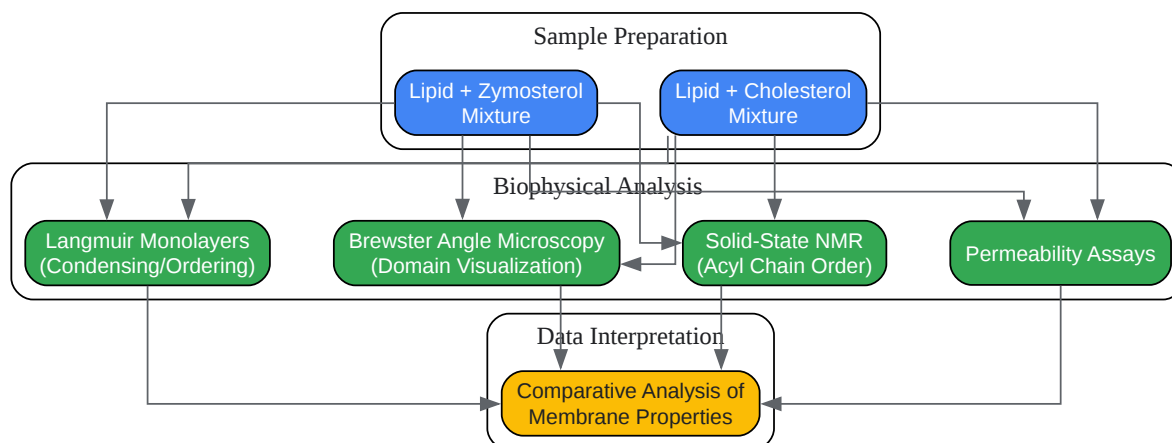 Sample Preparation
Lipid + Zymosterol
Mixture
Lipid + Cholesterol
Mixture
Biophysical Analysis
Langmuir Monolayers
(Condensing/Ordering)
Brewster Angle Microscopy
(Domain Visualization)
Solid-State NMR
(Acyl Chain Order)
Permeability Assays
Data Interpretation
Comparative Analysis of
Membrane Properties